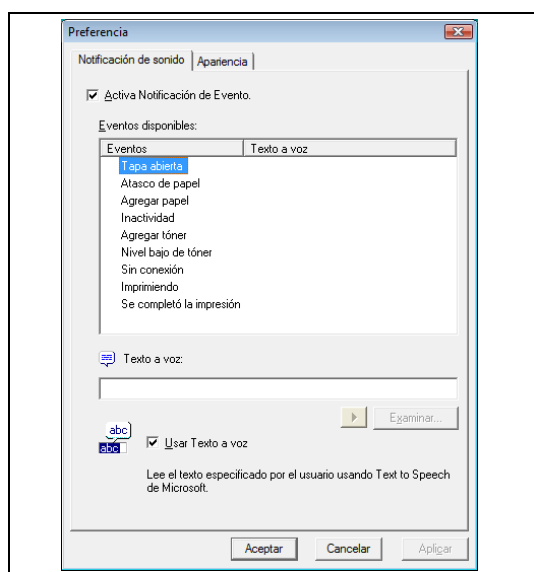 Preferencia
Notificación de sonido
Apariencia
Activa Notificación de Evento.
Eventos disponibles:
Eventos
Texto a voz
Tapa abierta
Atasco de papel
Agregar papel
Inactividad
Agregar tóner
Nivel bajo de tóner
Sin conexión
Imprimiendo
Se completó la impresión
Texto a voz:
Examinar...
abc
abc
Usar Texto a voz
Lee el texto especificado por el usuario usando Text to Speech
de Microsoft.
Aceptar
Cancelar
Aplicar